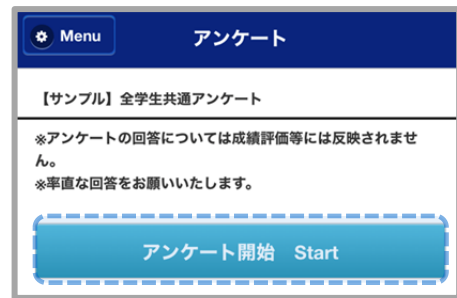 Menu アンケート
【サンプル】全学生共通アンケート
※アンケートの回答については成績評価等には反映されませ
ん。
※率直な回答をお願いいたします。
アンケート開始　Start